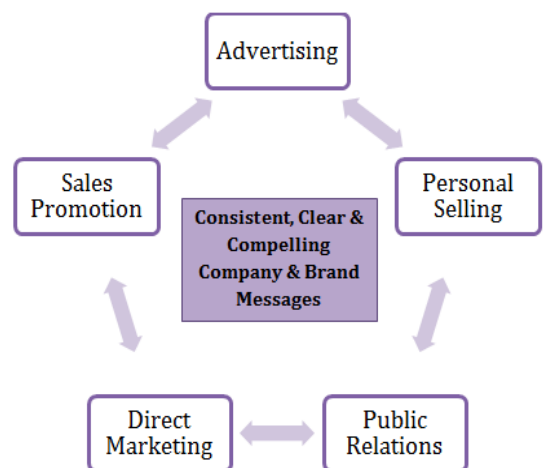 Advertising
Sales
Promotion
Personal
Selling
Consistent, Clear &
Compelling
Company & Brand
Messages
Direct
Marketing
Public
Relations